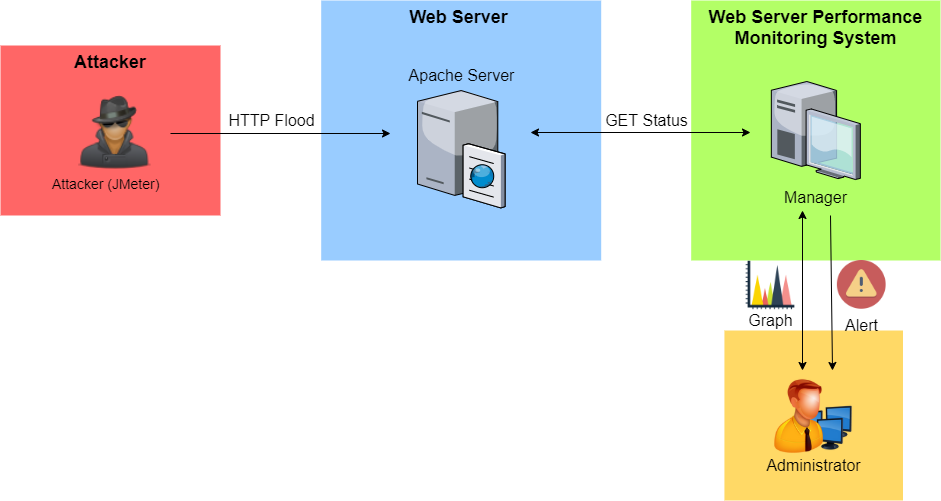 Attacker
Attacker (JMeter)
HTTP Flood
Web Server
Apache Server
GET Status
Web Server Performance
Monitoring System
Manager
Graph
Alert
Administrator